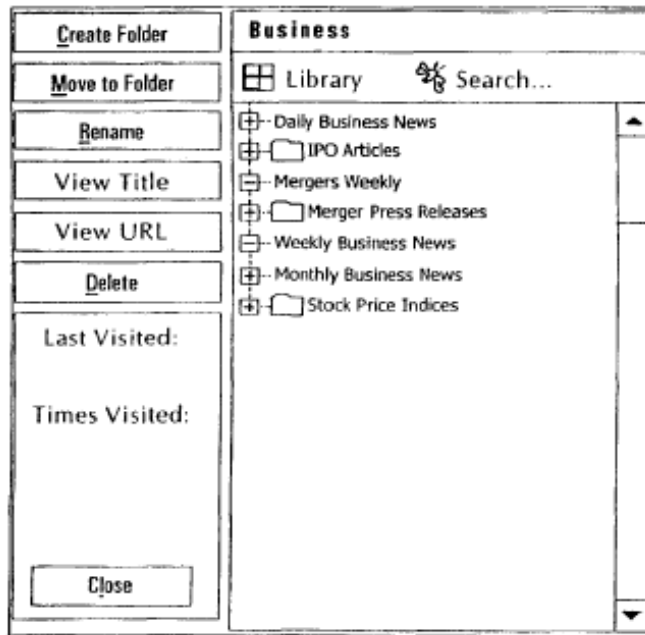 Create Folder
Move to Folder
Rename
View Title
View URL
Delete
Last Visited:
Times Visited:
Close
Business
Library Search...
Daily Business News
IPO Articles
Mergers Weekly
Merger Press Releases
Weekly Business News
Monthly Business News
Stock Price Indices